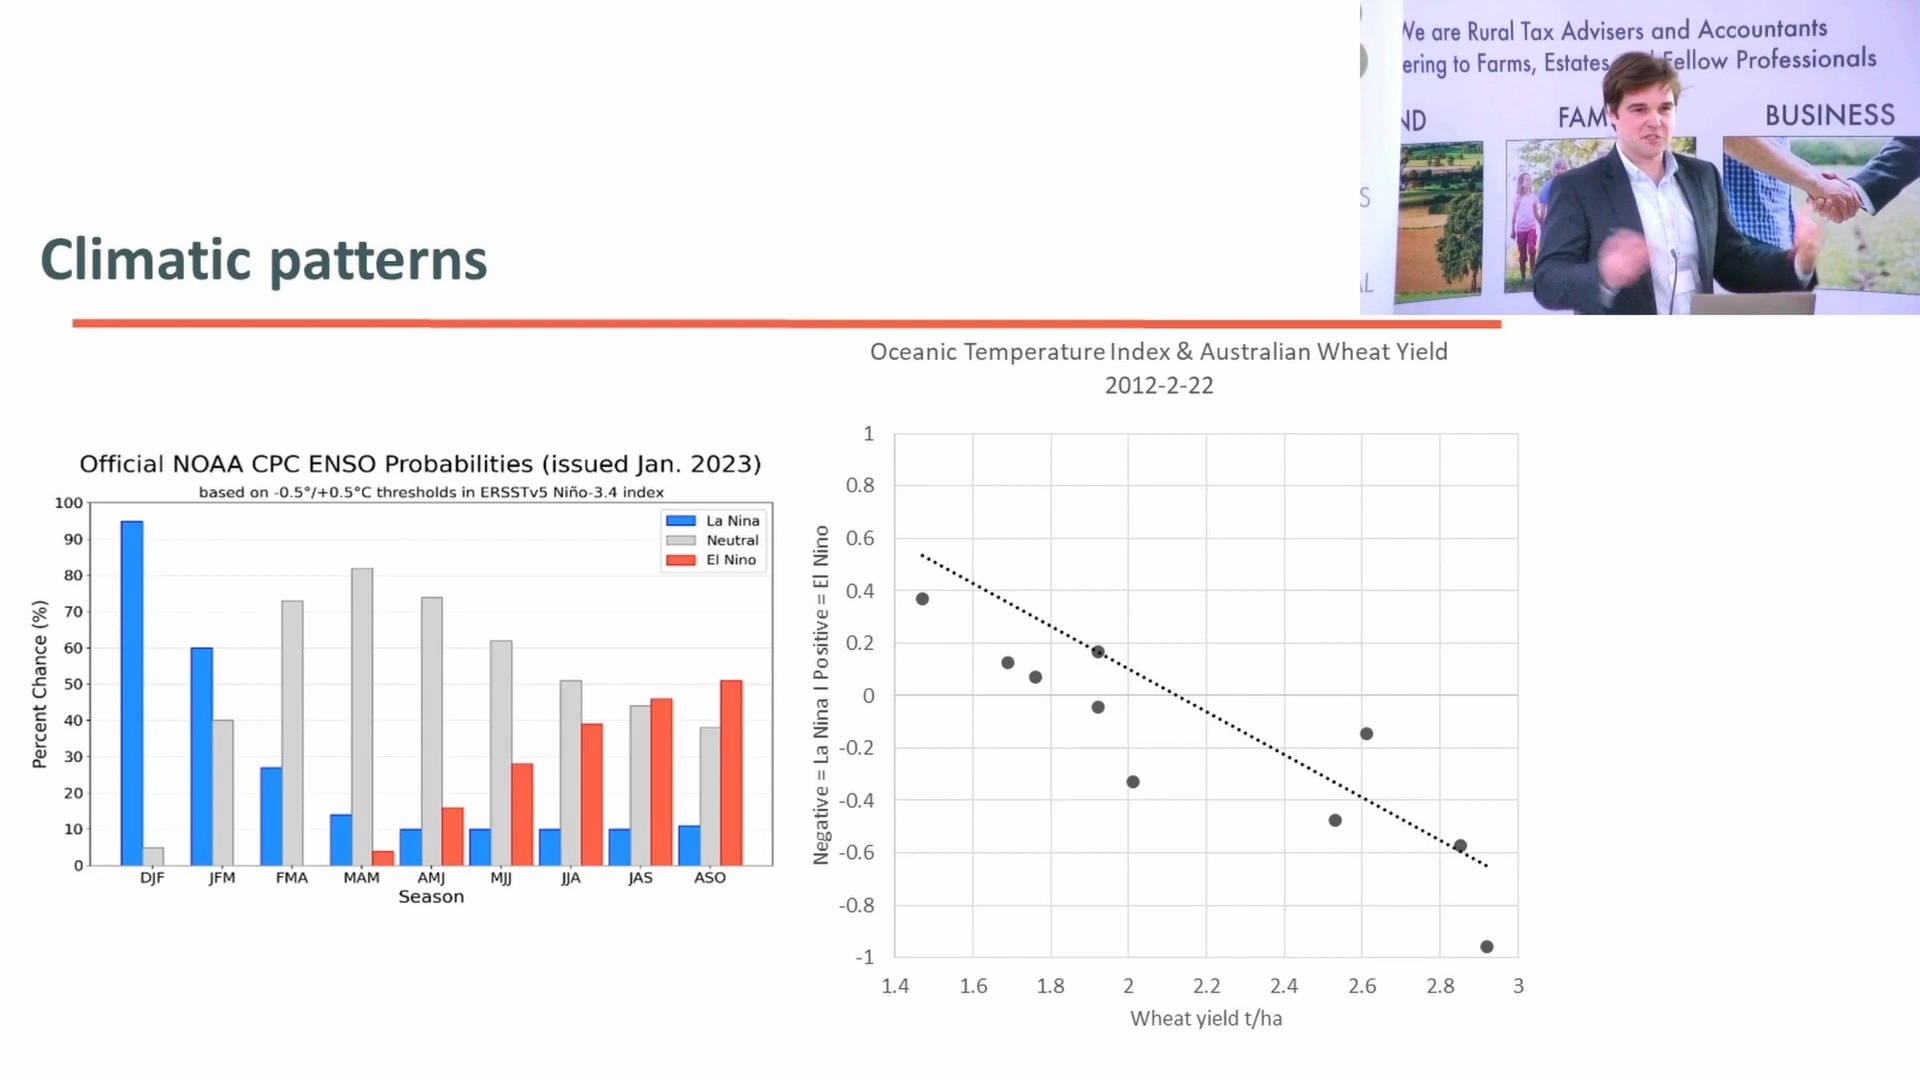 We are Rural Tax Advisers and Accountants
ering to Farms, Estates Fellow Professionals
ND
FAM
BUSINESS
S
AL
Climatic patterns
Official NOAA CPC ENSO Probabilities (issued Jan. 2023)
based on -0.5°/+0.5°C thresholds in ERSSTv5 Niño-3.4 index
La Nina
Neutral
El Nino
Percent Chance (%)
100
90
80
70
60
50
40
30
20
10
0
DJF JFM FMA MAM AMJ MJJ JJA JAS ASO
Season
Oceanic Temperature Index & Australian Wheat Yield
2012-2-22
Negative = La Nina I Positive = El Nino
1
0.8
0.6
0.4
0.2
0
-0.2
-0.4
-0.6
-0.8
-1
1.4 1.6 1.8 2 2.2 2.4 2.6 2.8 3
Wheat yield t/ha